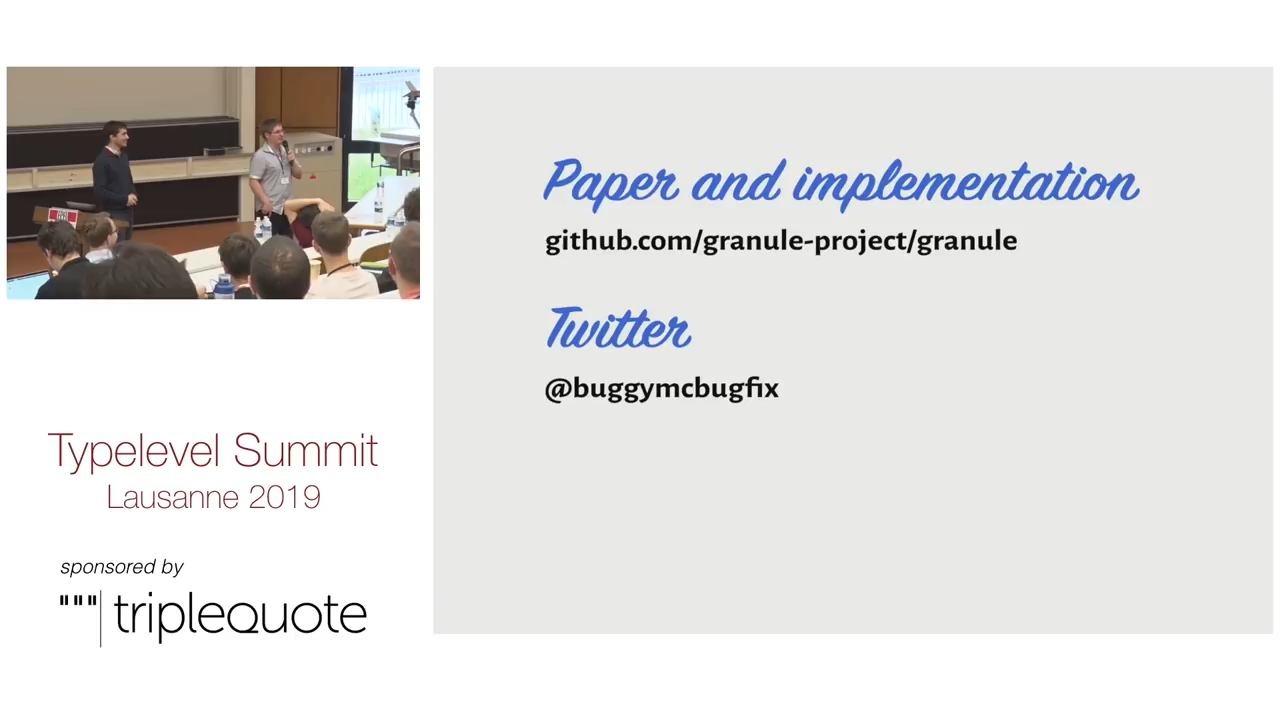 Paper and implementation
github.com/granule-project/granule
Twitter
@buggymcbugfix
Typelevel Summit
Lausanne 2019
sponsored by
""" triplequote